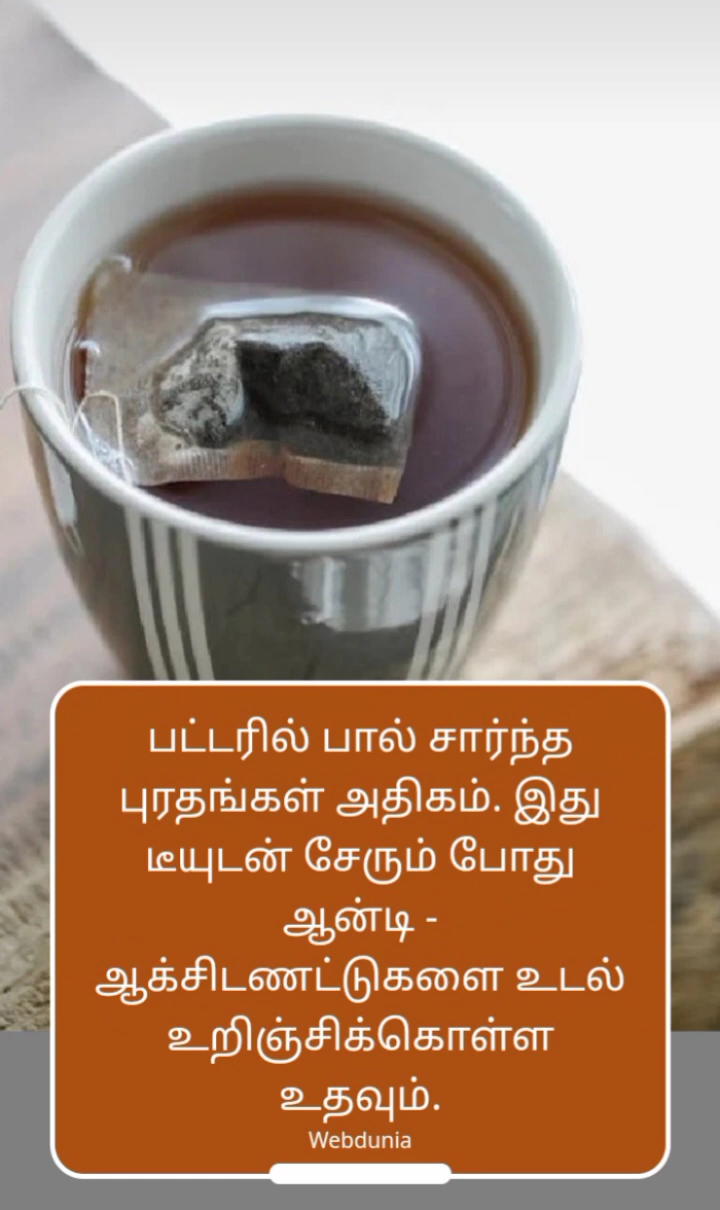 பட்டரில் பால் சார்ந்த
புரதங்கள் அதிகம். இது
டீயுடன் சேரும் போது
ஆன்டி -
ஆக்சிடணட்டுகளை உடல்
உறிஞ்சிக்கொள்ள
உதவும்.
Webdunia